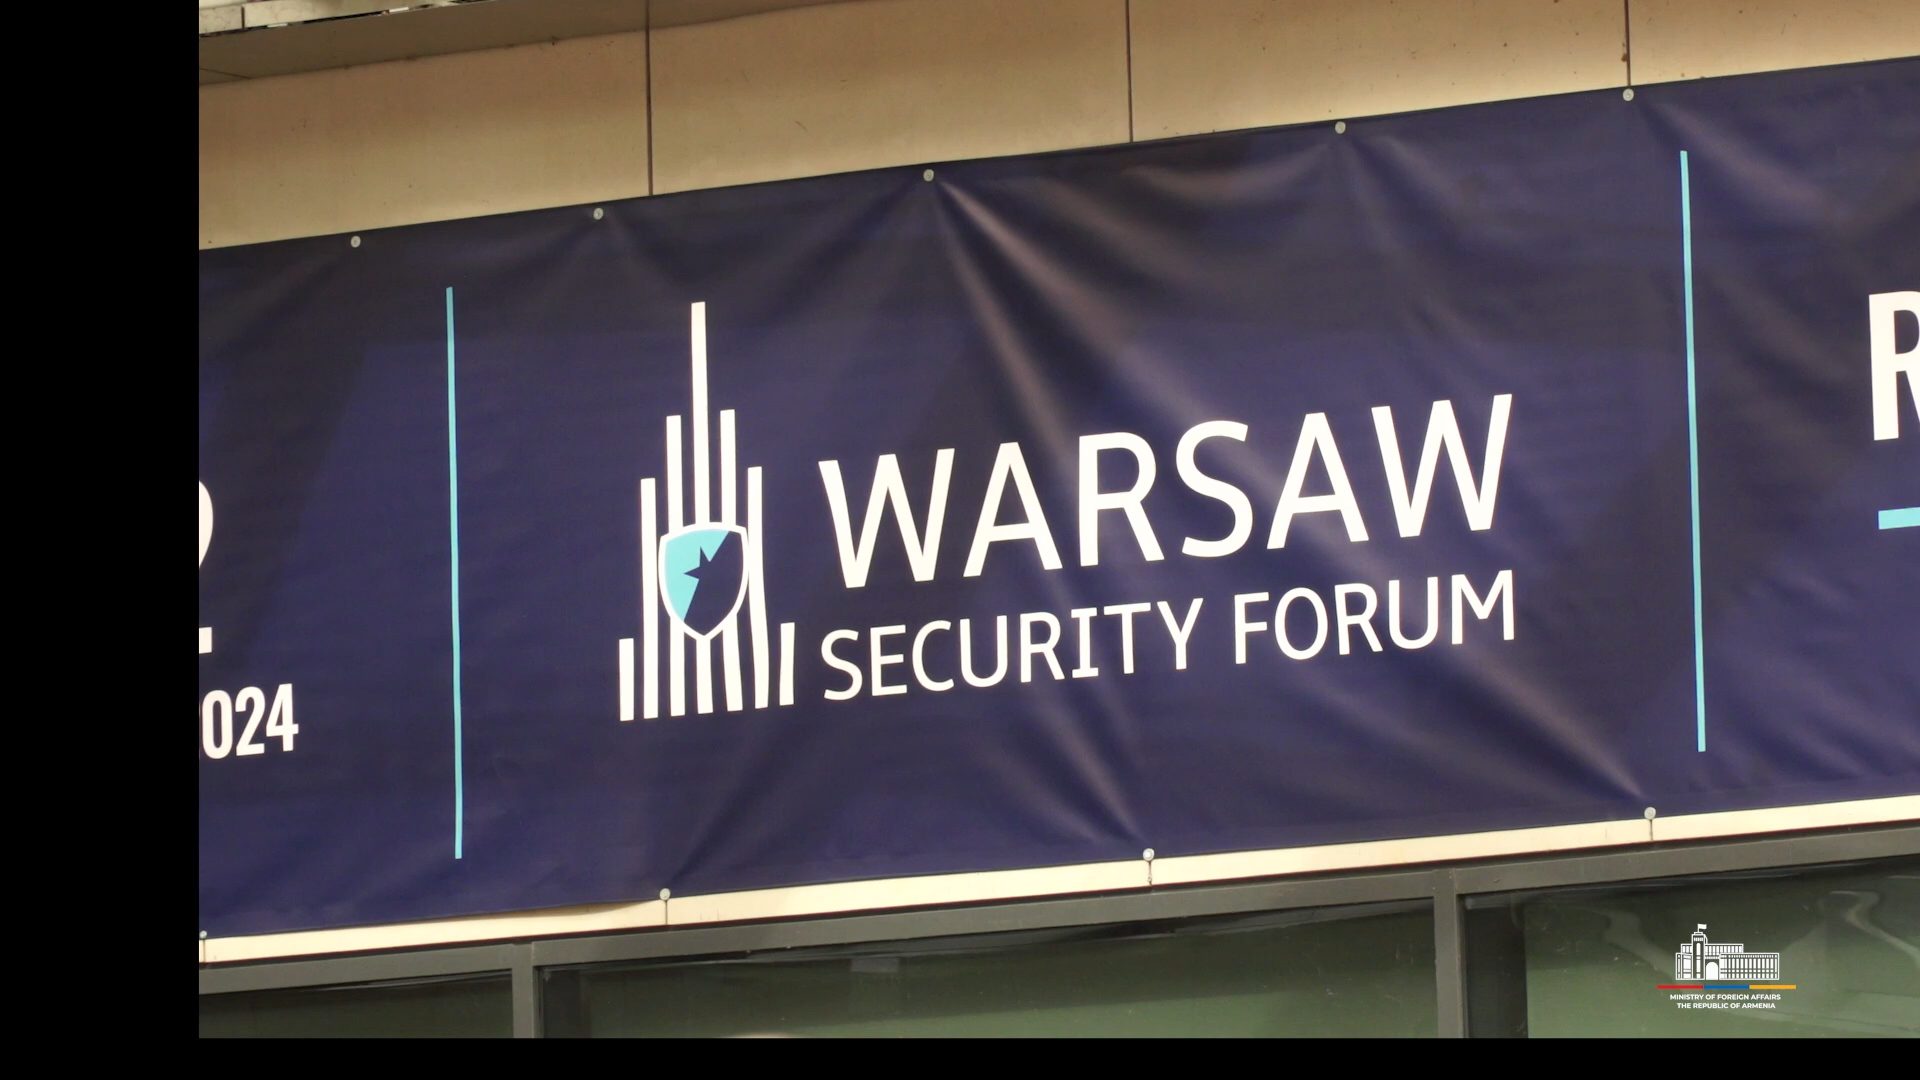 024
WARSAW
SECURITY FORUM
R
MINISTRY OF FOREIGN AFFAIRS
THE REPUBLIC OF ARMENIA